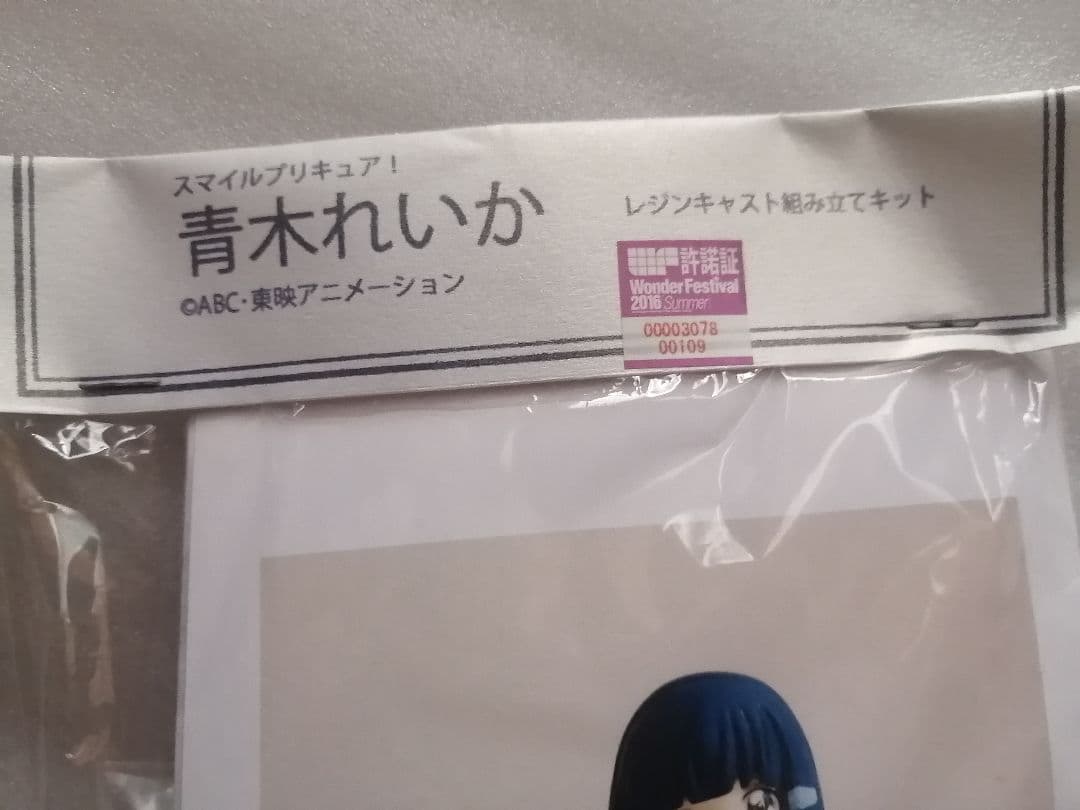 スマイルプリキュア！
青木れいか
©ABC・東映アニメーション
レジンキャスト組み立てキット
WF 許諾証
WonderFestival
2016 Summer
00003078
00109